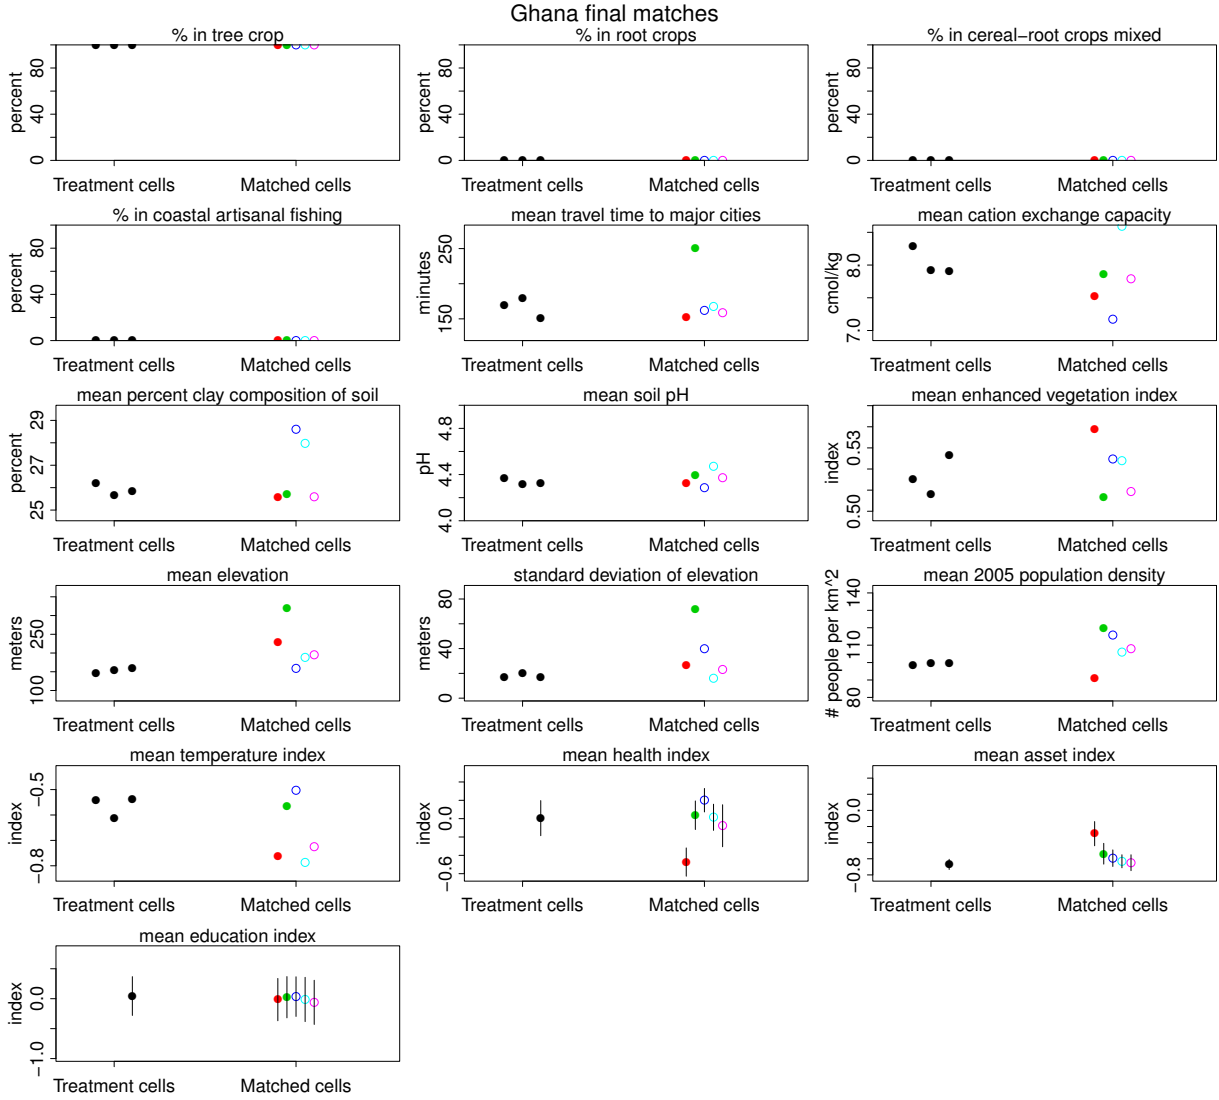 Ghana final matches
% in tree crop
percent
0 40 80
Treatment cells Matched cells
% in root crops
percent
0 40 80
Treatment cells Matched cells
% in cereal−root crops mixed
percent
0 40 80
Treatment cells Matched cells
% in coastal artisanal fishing
percent
0 40 80
Treatment cells Matched cells
mean travel time to major cities
minutes
150 250
Treatment cells Matched cells
mean cation exchange capacity
cmol/kg
7.0 8.0
Treatment cells Matched cells
mean percent clay composition of soil
percent
25 27 29
Treatment cells Matched cells
mean soil pH
pH
4.0 4.4 4.8
Treatment cells Matched cells
mean enhanced vegetation index
index
0.50 0.53
Treatment cells Matched cells
mean elevation
meters
100 250
Treatment cells Matched cells
standard deviation of elevation
meters
0 40 80
Treatment cells Matched cells
mean 2005 population density
# people per km^2
80 110 140
Treatment cells Matched cells
mean temperature index
index
−0.8 −0.5
Treatment cells Matched cells
mean health index
index
−0.6 0.0
Treatment cells Matched cells
mean asset index
index
−0.8 0.0
Treatment cells Matched cells
mean education index
index
−1.0 0.0
Treatment cells Matched cells